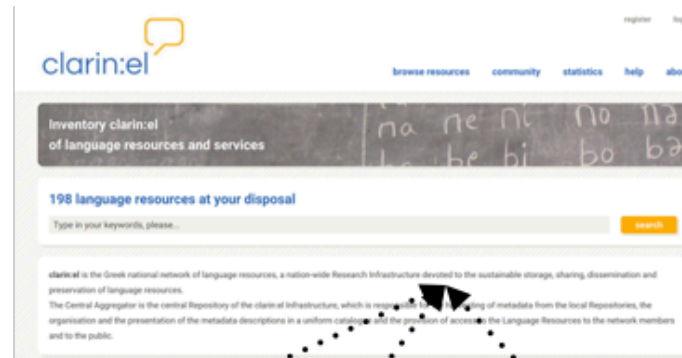 register
clarin:el
browse resources community statistics help
Inventory clarin:el
of language resources and services
na ne ni no
be bi bo
198 language resources at your disposal
Type in your keywords, please...
search
clarin:el is the Greek national network of language resources, a nation-wide Research Infrastructure devoted to the sustainable storage, sharing, dissemination and
preservation of language resources.
The Central Aggregator is the central Repository of the clarin:el Infrastructure, which is responsible for the of metadata from the local Repositories, the
organisation and the presentation of the metadata descriptions in a uniform catalogue and the provision of access to the Language Resources to the network members
and to the public.